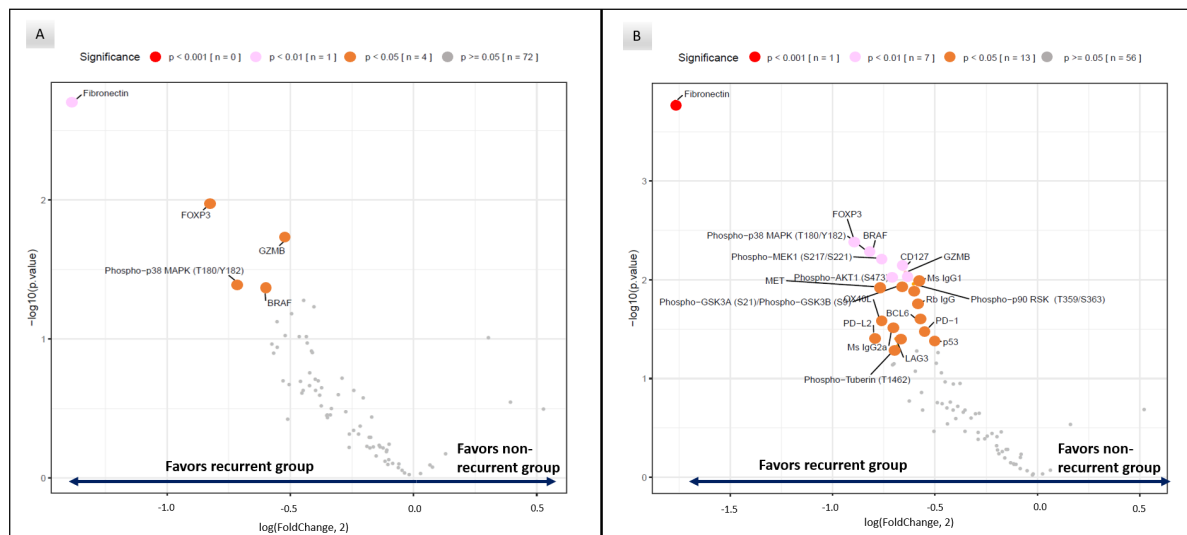 A
Significance p < 0.001 [ n = 0 ] p < 0.01 [ n = 1 ] p < 0.05 [ n = 4 ] p >= 0.05 [ n = 72 ]
Fibronectin
FOXP3
GZMB
Phospho-p38 MAPK (T180/Y182)
BRAF
−log10(p.value)
2
1
0
Favors recurrent group
Favors non-
recurrent group
-1.0 -0.5 0.0 0.5
log(FoldChange, 2)
B
Significance p < 0.001 [ n = 1 ] p < 0.01 [ n = 7 ] p < 0.05 [ n = 13 ] p >= 0.05 [ n = 56 ]
Fibronectin
FOXP3
Phospho-p38 MAPK (T180/Y182)
BRAF
Phospho-MEK1 (S217/S221)
CD127
GZMB
Phospho-AKT1 (S473)
MET
Ms IgG1
Phospho-GSK3A (S21)/Phospho-GSK3B (S9)
OX40L
Rb IgG
Phospho-p90 RSK (T359/S363)
BCL6
PD-L2
PD-1
Ms IgG2a
p53
LAG3
Phospho-Tuberin (T1462)
−log10(p.value)
3
2
1
0
Favors recurrent group
Favors non-
recurrent group
-1.5 -1.0 -0.5 0.0 0.5
log(FoldChange, 2)